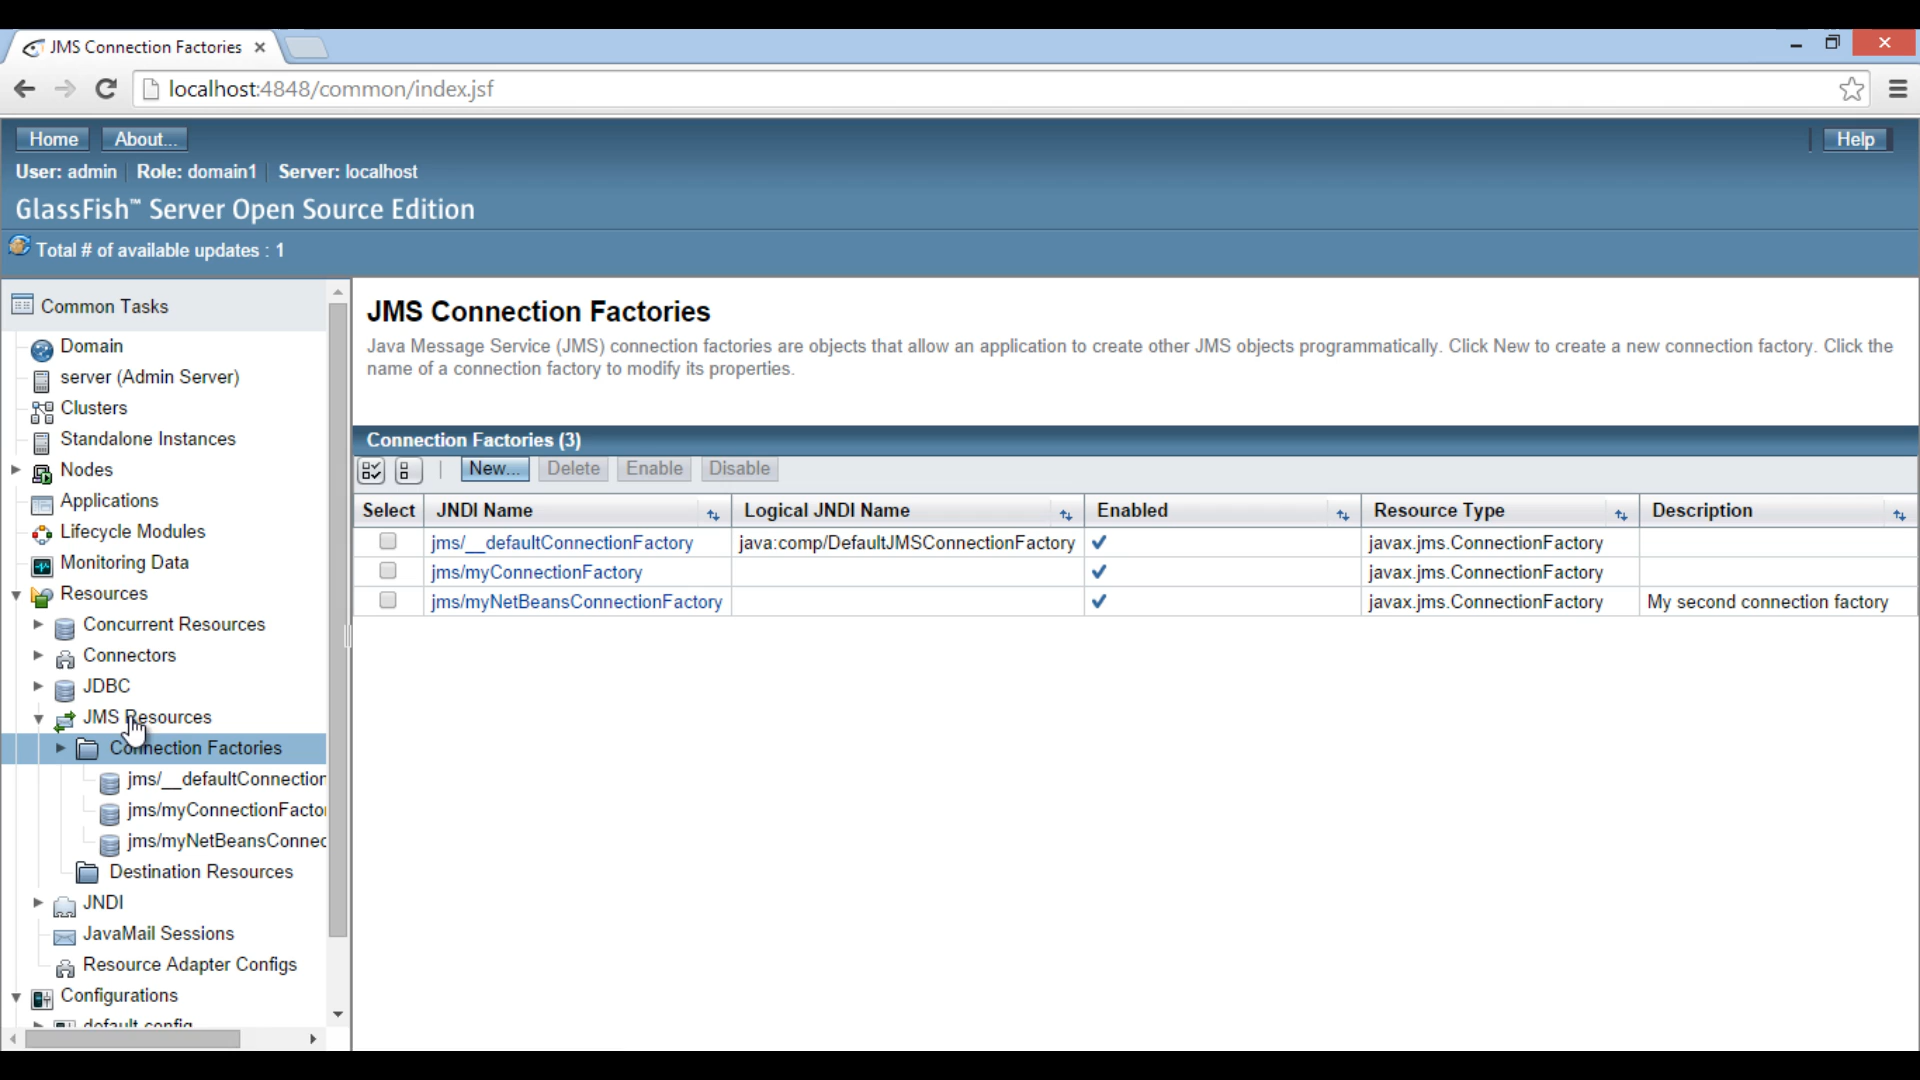 JMS Connection Factories
localhost:4848/common/index.jsf
Home About... Help
User: admin Role: domain1 Server: localhost
GlassFish™ Server Open Source Edition
Total # of available updates : 1
Common Tasks
Domain
server (Admin Server)
Clusters
Standalone Instances
Nodes
Applications
Lifecycle Modules
Monitoring Data
Resources
Concurrent Resources
Connectors
JDBC
JMS Resources
Connection Factories
jms/__defaultConnection
jms/myConnectionFacto
jms/myNetBeansConnec
Destination Resources
JNDI
JavaMail Sessions
Resource Adapter Configs
Configurations
default-config
JMS Connection Factories
Java Message Service (JMS) connection factories are objects that allow an application to create other JMS objects programmatically. Click New to create a new connection factory. Click the
name of a connection factory to modify its properties.
Connection Factories (3)
New... Delete Enable Disable
Select JNDI Name Logical JNDI Name Enabled Resource Type Description
jms/__defaultConnectionFactory java:comp/DefaultJMSConnectionFactory javax.jms.ConnectionFactory
jms/myConnectionFactory javax.jms.ConnectionFactory
jms/myNetBeansConnectionFactory javax.jms.ConnectionFactory My second connection factory